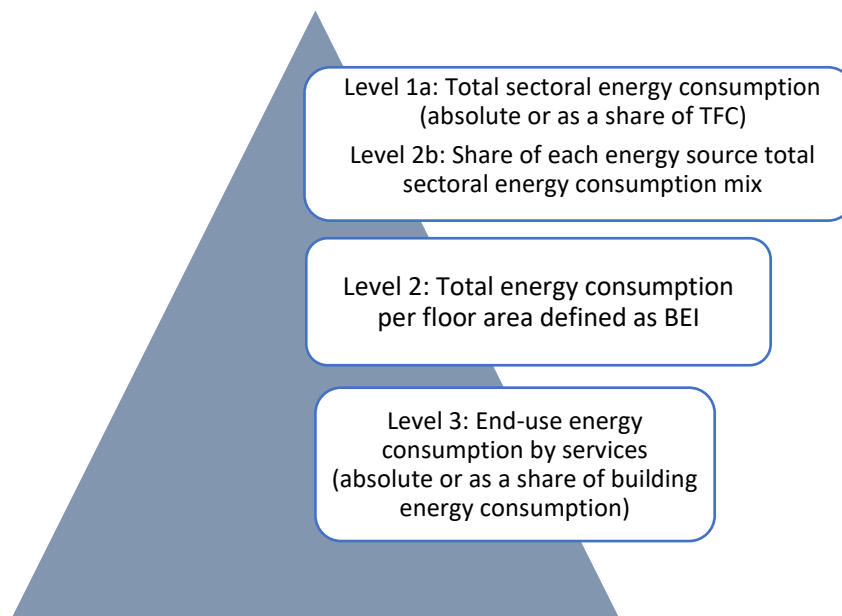 Level 1a: Total sectoral energy consumption
(absolute or as a share of TFC)
Level 2b: Share of each energy source total
sectoral energy consumption mix
Level 2: Total energy consumption
per floor area defined as BEI
Level 3: End-use energy
consumption by services
(absolute or as a share of building
energy consumption)